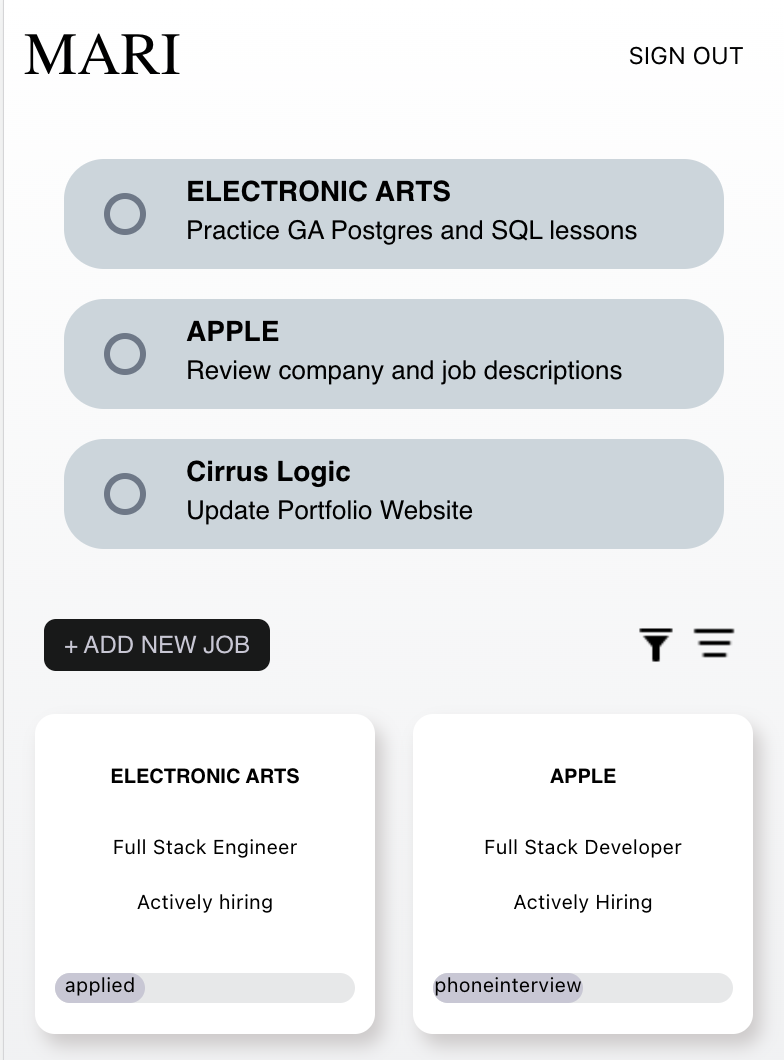 MARI
SIGN OUT
ELECTRONIC ARTS
Practice GA Postgres and SQL lessons
APPLE
Review company and job descriptions
Cirrus Logic
Update Portfolio Website
+ ADD NEW JOB
ELECTRONIC ARTS
Full Stack Engineer
Actively hiring
applied
APPLE
Full Stack Developer
Actively Hiring
phoneinterview